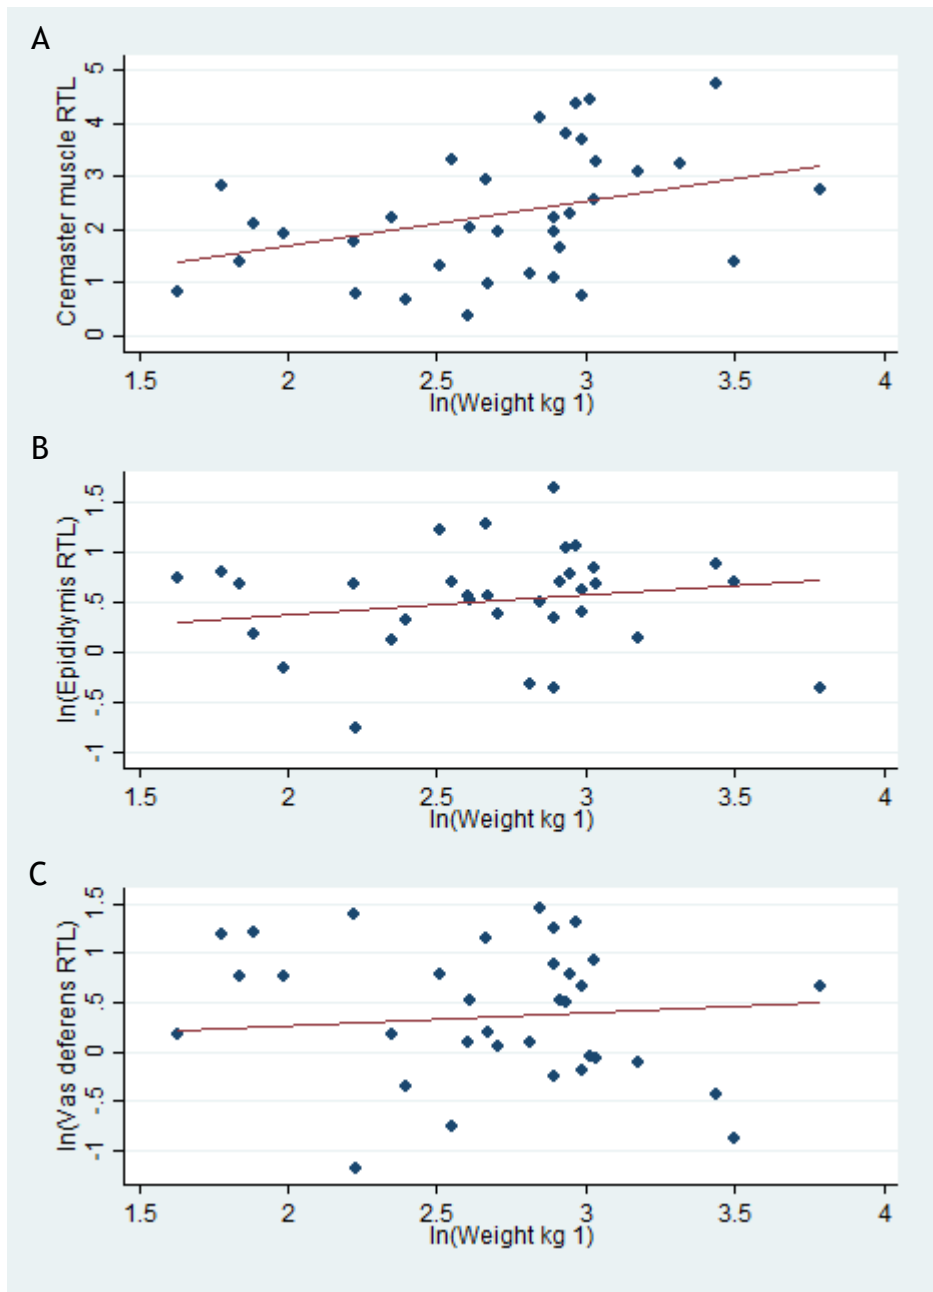 A
Cremaster muscle RTL
5
4
3
2
1
0
1.5 2 2.5 3 3.5 4
ln(Weight kg 1)
B
ln(Epididymis RTL)
1.5
1
.5
0
-.5
-1
1.5 2 2.5 3 3.5 4
ln(Weight kg 1)
C
ln(Vas deferens RTL)
1.5
1
.5
0
-.5
-1
1.5 2 2.5 3 3.5 4
ln(Weight kg 1)